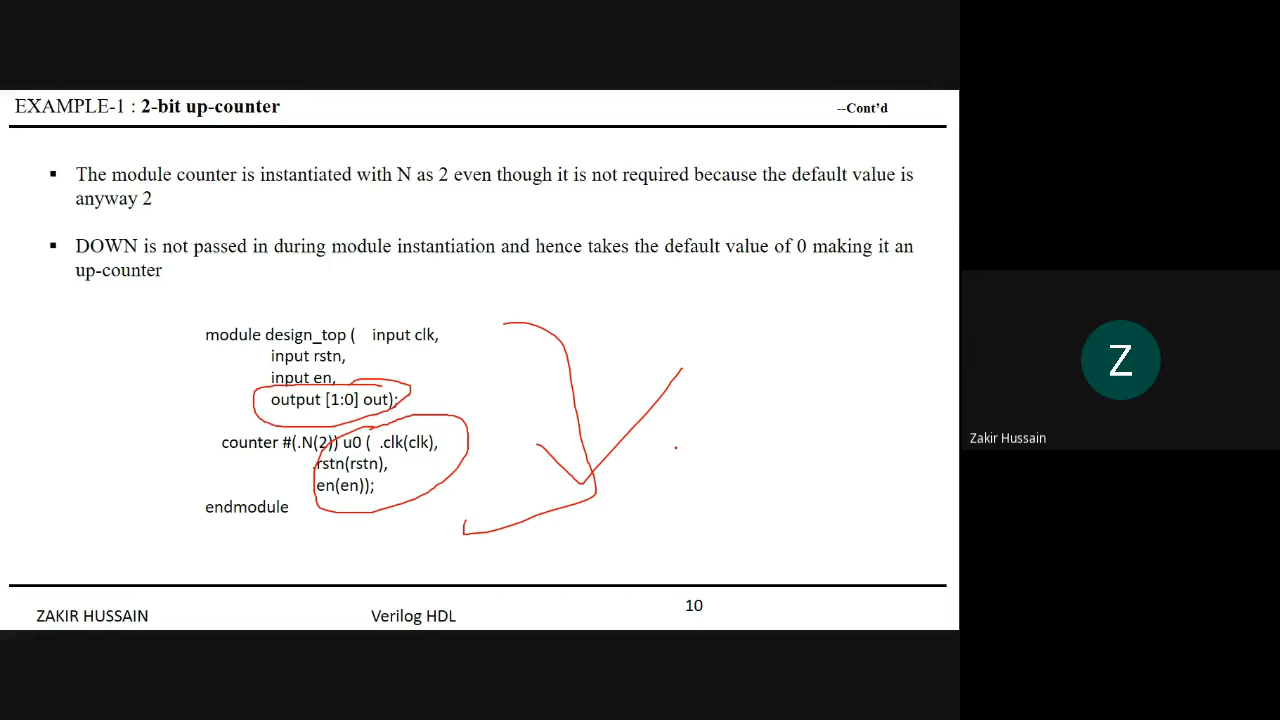 EXAMPLE-1 : 2-bit up-counter
--Cont'd
▪ The module counter is instantiated with N as 2 even though it is not required because the default value is
anyway 2
▪ DOWN is not passed in during module instantiation and hence takes the default value of 0 making it an
up-counter
module design_top ( input clk,
input rstn,
input en,
output [1:0] out);
counter #(.N(2)) u0 ( .clk(clk),
.rstn(rstn),
en(en));
endmodule
ZAKIR HUSSAIN
Verilog HDL
10
Z
Zakir Hussain